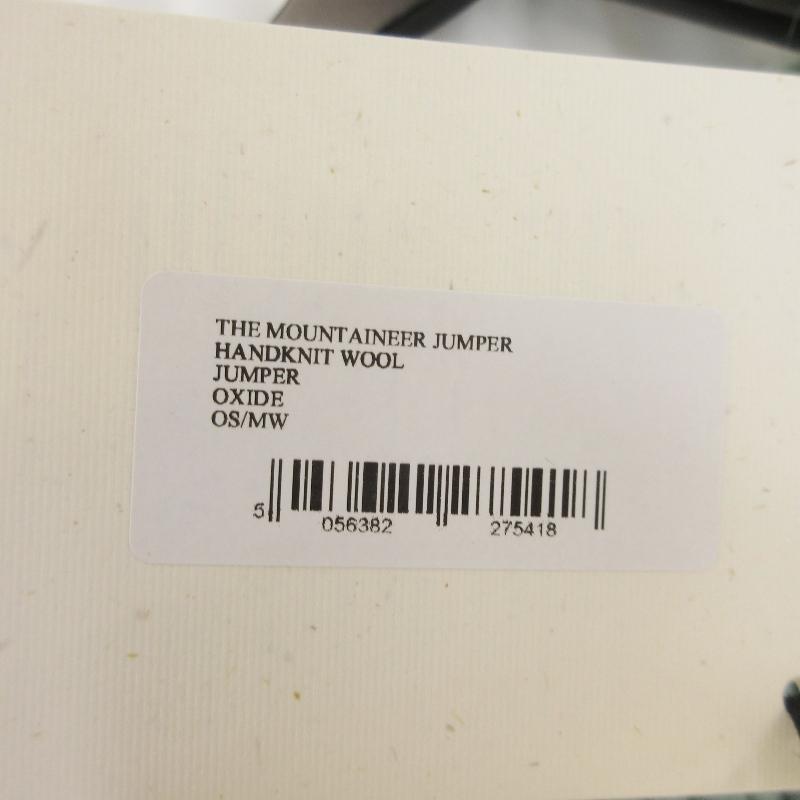 THE MOUNTAINEER JUMPER
HANDKNIT WOOL
JUMPER
OXIDE
OS/MW
5 056382 275418